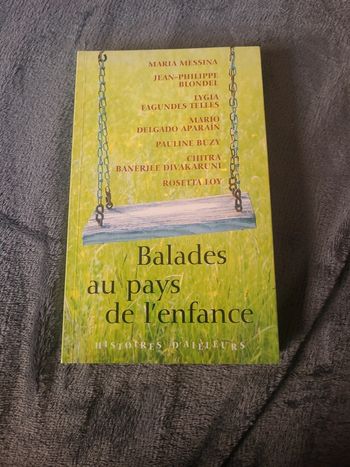 MARIA MESSINA
JEAN-PHILIPPE
BLONDEL
LYGIA
FAGUNDES TELLES
MARIO
DELGADO APARAÍN
PAULINE BUZY
CHITRA
BANERJEE DIVAKARUNI
ROSETTA LOY
Balades
au pays
de l'enfance
HISTOIRES D'AILLEURS